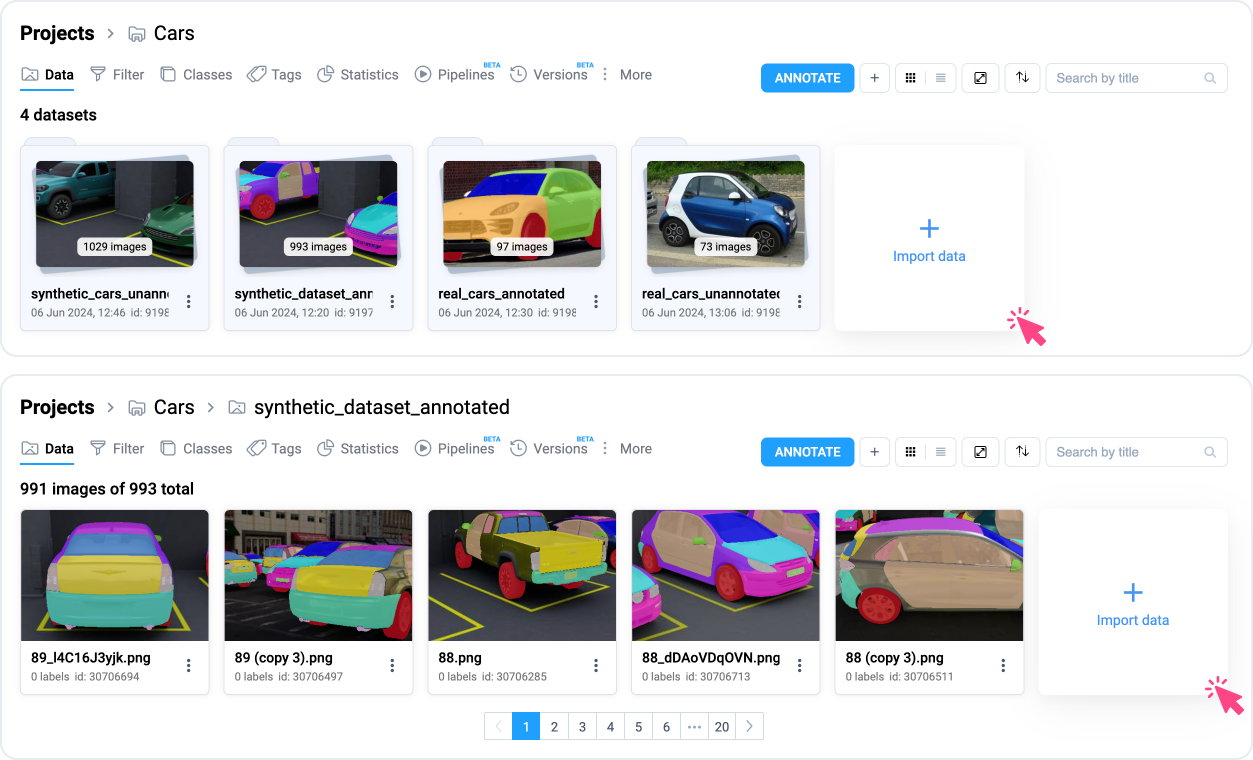 Projects > Cars
Data Filter Classes Tags Statistics Pipelines BETA Versions BETA More ANNOTATE + Search by title
4 datasets
1029 images 993 images 97 images 73 images
+
Import data
synthetic_cars_unann synthetic_dataset_ann real_cars_annotated real_cars_unannotated
06 Jun 2024, 12:46 id: 9198 06 Jun 2024, 12:20 id: 9197 06 Jun 2024, 12:30 id: 9198 06 Jun 2024, 13:06 id: 9198
Projects > Cars > synthetic_dataset_annotated
Data Filter Classes Tags Statistics Pipelines BETA Versions BETA More ANNOTATE + Search by title
991 images of 993 total
+
Import data
89_l4C16J3yjk.png 89 (copy 3).png 88.png 88_dDAoVDqOVN.png 88 (copy 3).png
0 labels id: 30706694 0 labels id: 30706497 0 labels id: 30706285 0 labels id: 30706713 0 labels id: 30706511
< 1 2 3 4 5 6 ••• 20 >